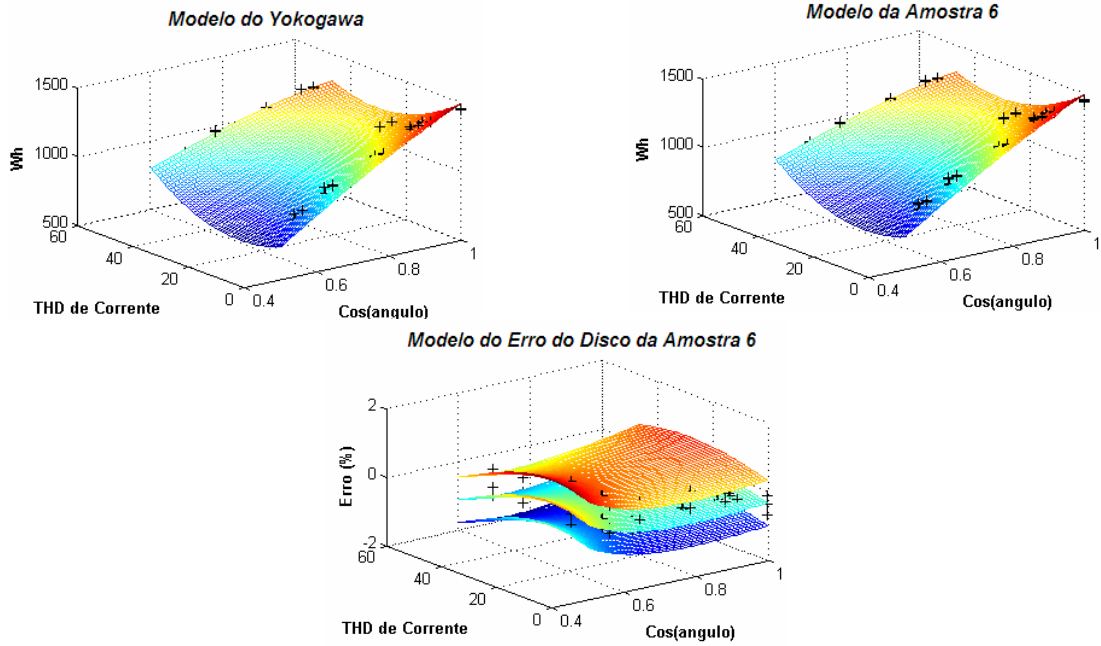 Modelo do Yokogawa
1500
1000
500
Wh
60
40
20
0
THD de Corrente
0.4
0.6
0.8
1
Cos(angulo)
Modelo da Amostra 6
1500
1000
500
Wh
60
40
20
0
THD de Corrente
0.4
0.6
0.8
1
Cos(angulo)
Modelo do Erro do Disco da Amostra 6
2
0
-2
Erro (%)
60
40
20
0
THD de Corrente
0.4
0.6
0.8
1
Cos(angulo)